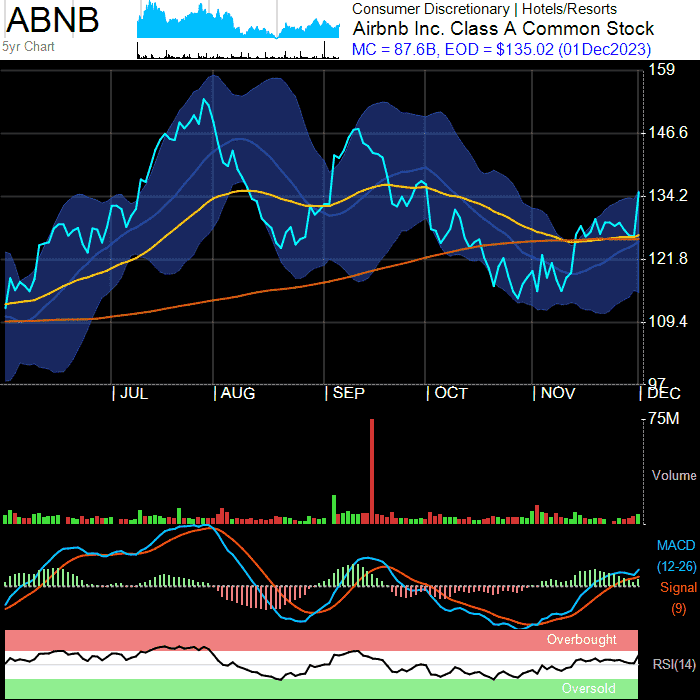 ABNB
5yr Chart
Consumer Discretionary | Hotels/Resorts
Airbnb Inc. Class A Common Stock
MC = 87.6B, EOD = $135.02 (01Dec2023)
159
146.6
134.2
121.8
109.4
97
JUL
AUG
SEP
OCT
NOV
DEC
75M
Volume
MACD
(12-26)
Signal
(9)
Overbought
RSI(14)
Oversold